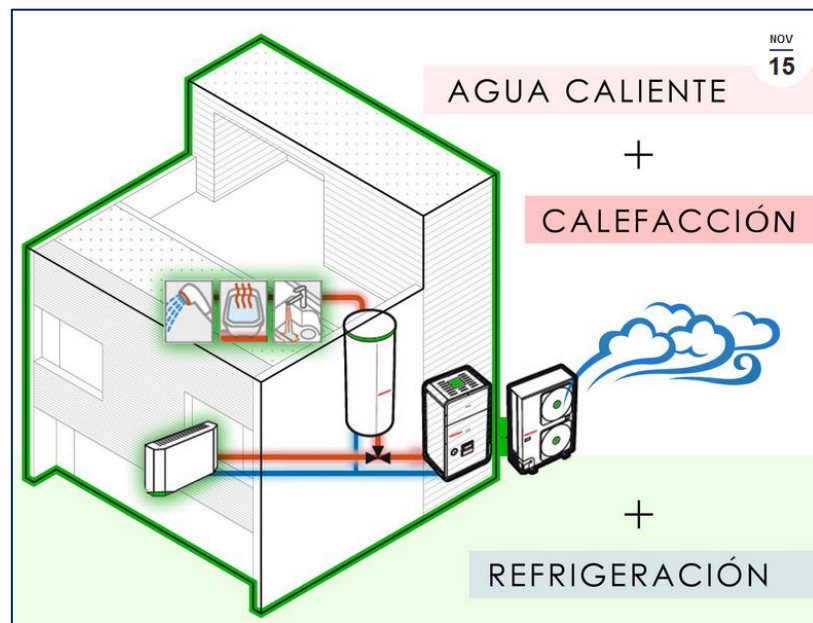 NOV
15
AGUA CALIENTE
+
CALEFACCIÓN
+
REFRIGERACIÓN